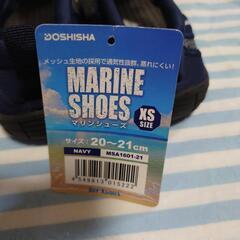 DOSHISHA
メッシュ生地の採用で通気性抜群、蒸れにくい!
MARINE
SHOES
XS
SIZE
マリンシューズ
サイズ:20~21cm
NAVY
MSA1601-21
4549813015222